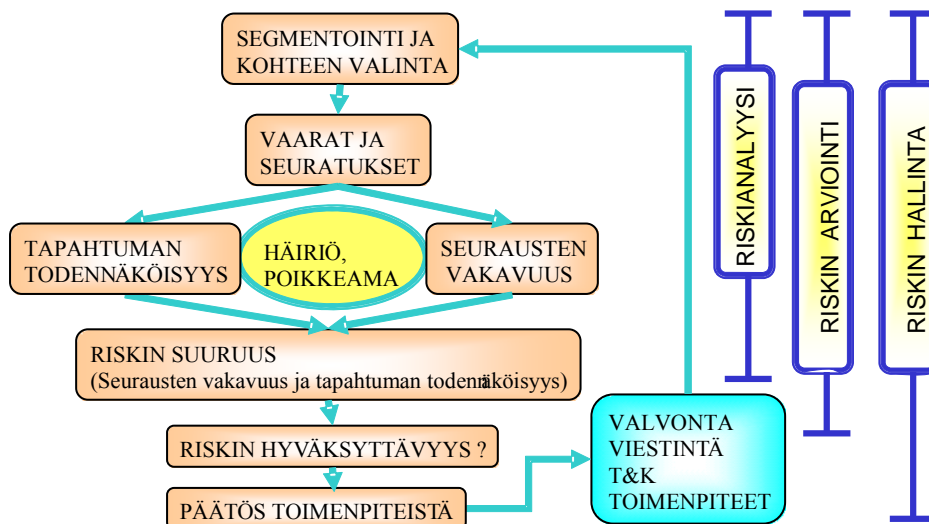 SEGMENTOINTI JA
KOHTEEN VALINTA
VAARAT JA
SEURATUKSET
TAPAHTUMAN
TODENNÄKÖISYYS
HÄIRIÖ,
POIKKEAMA
SEURAUSTEN
VAKAVUUS
RISKIN SUURUUS
(Seurausten vakavuus ja tapahtuman todennäköisyys)
RISKIN HYVÄKSYTTÄVYYS ?
PÄÄTÖS TOIMENPITEISTÄ
VALVONTA
VIESTINTÄ
T&K
TOIMENPITEET
RISKIANALYYSI
RISKIN ARVIOINTI
RISKIN HALLINTA